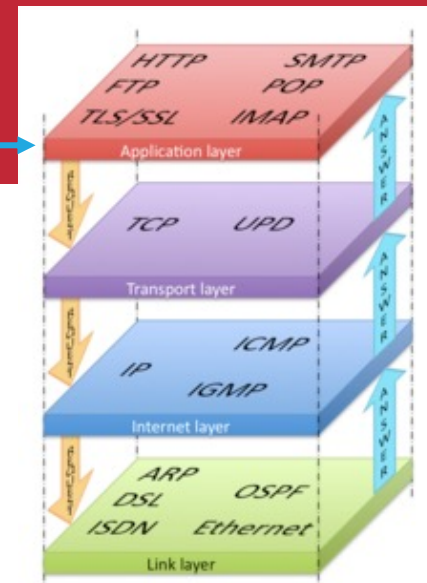 HTTP SMTP
FTP POP
TLS/SSL IMAP
Application layer
ANSWER
TCP UPD
Transport layer
ANSWER
ICMP
IP
IGMP
Internet layer
ANSWER
ARP
DSL OSPF
ISDN Ethernet
Link layer